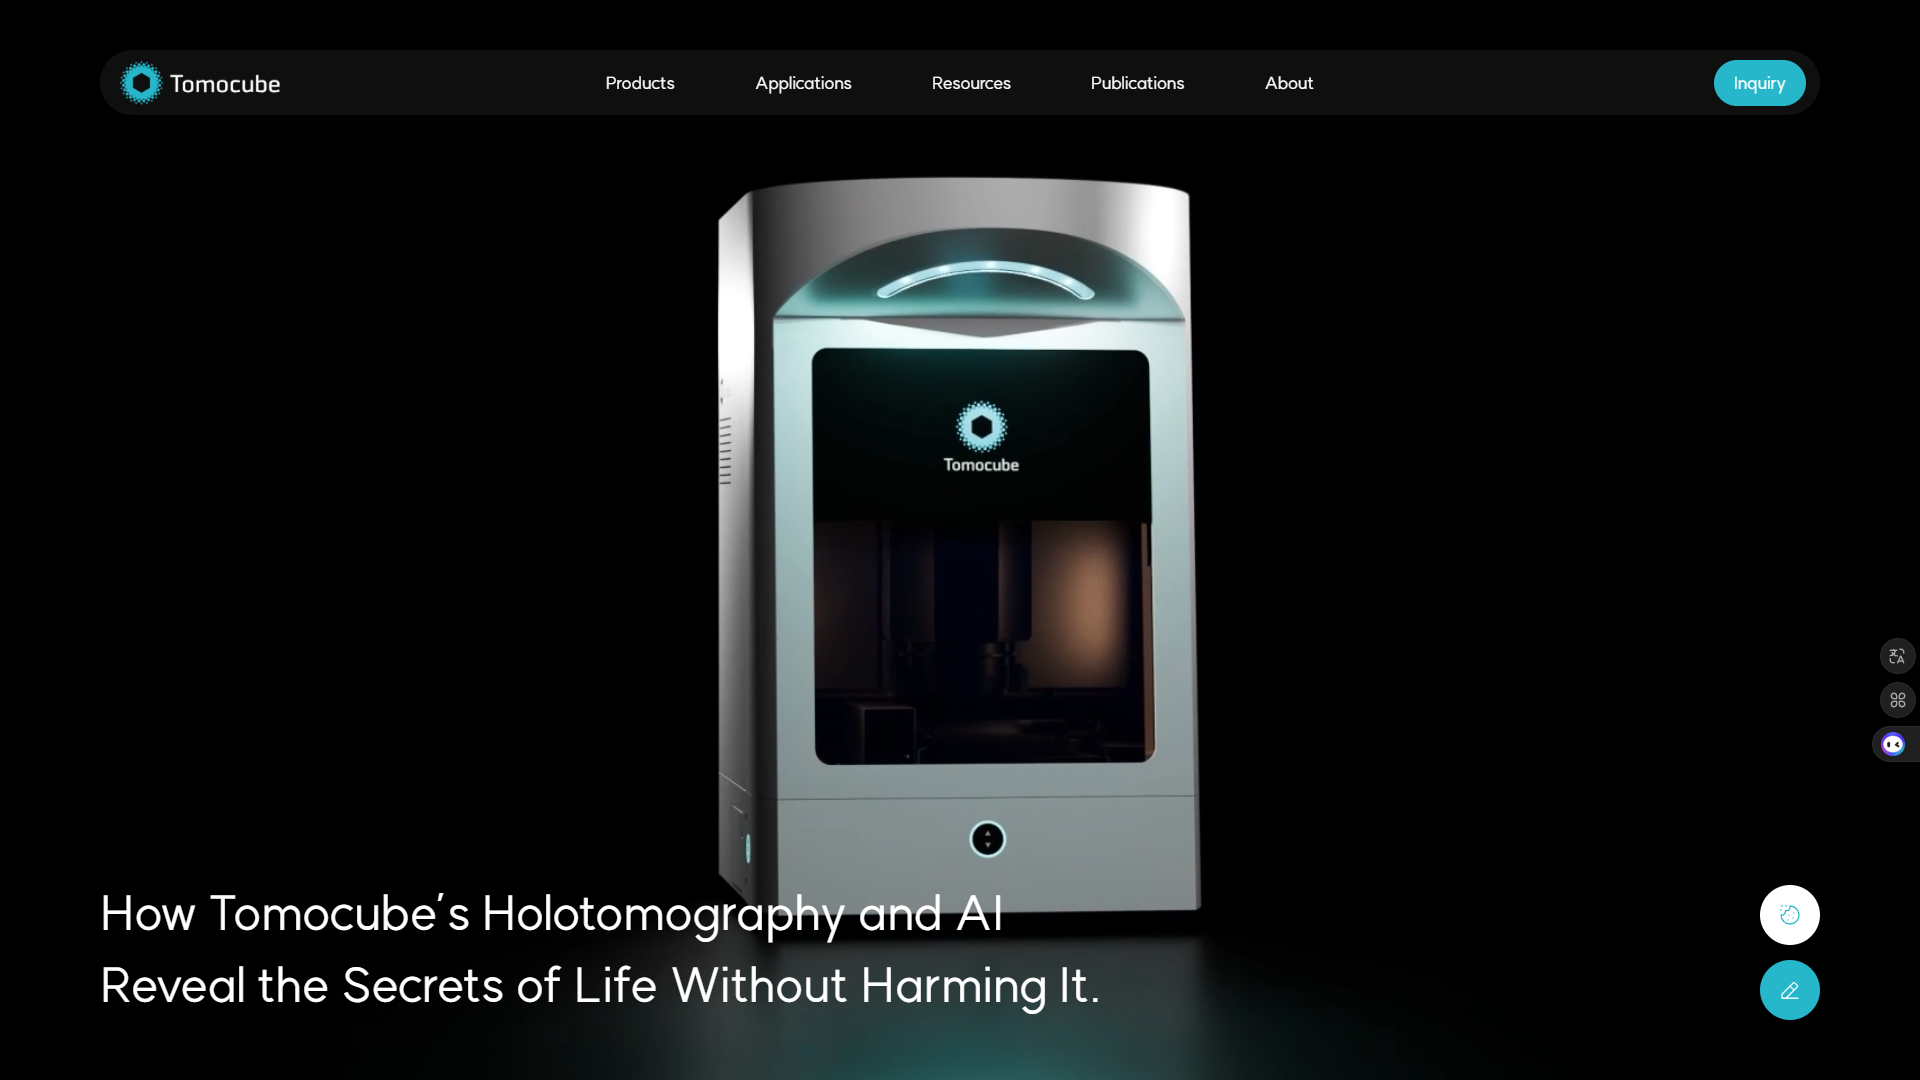 Tomocube
Products
Applications
Resources
Publications
About
Inquiry
Tomocube
How Tomocube's Holotomography and AI
Reveal the Secrets of Life Without Harming It.